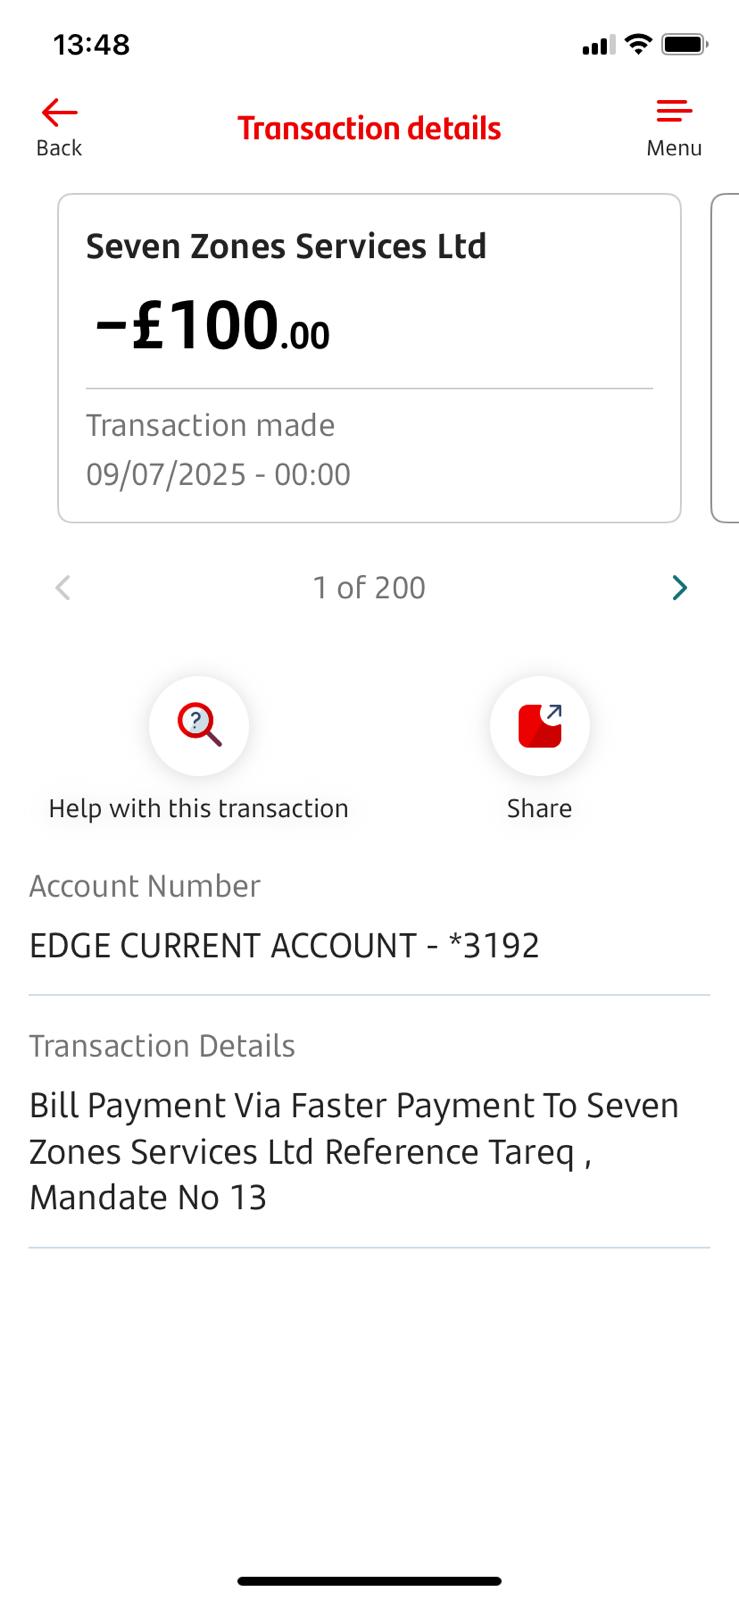 13:48
Back
Transaction details
Menu
Seven Zones Services Ltd
–£100.00
Transaction made
09/07/2025 - 00:00
1 of 200
?
Help with this transaction
Share
Account Number
EDGE CURRENT ACCOUNT - *3192
Transaction Details
Bill Payment Via Faster Payment To Seven
Zones Services Ltd Reference Tareq ,
Mandate No 13